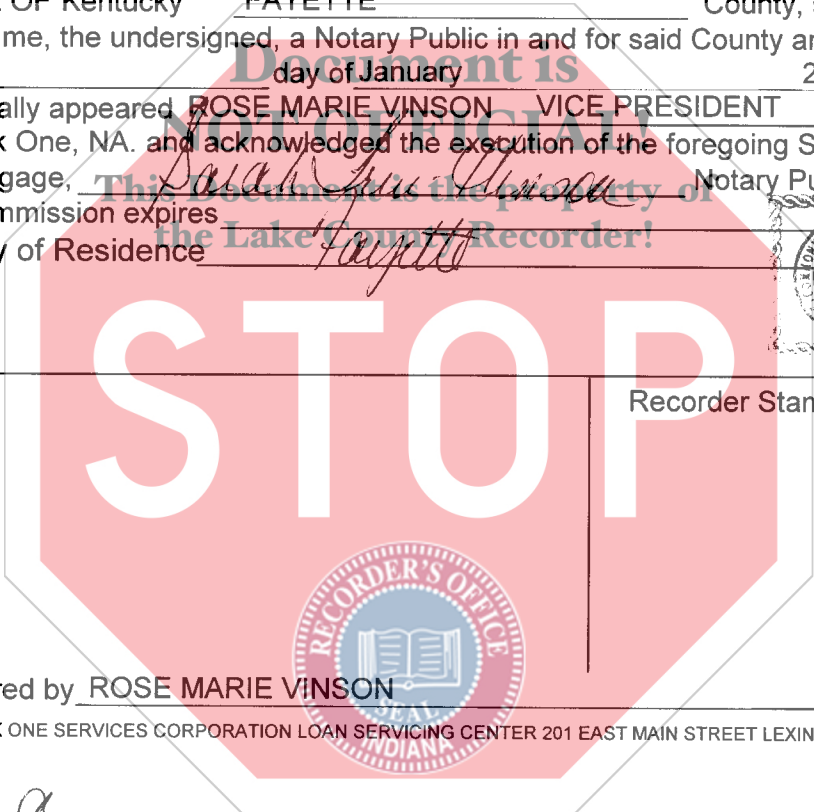 OF Kentucky FAYETTE County,
me, the undersigned, a Notary Public in and for said County
Document is
day of January 2
ally appeared ROSE MARIE VINSON VICE PRESIDENT
NOT OFFICIAL!
One, NA. and acknowledged the execution of the foregoing S
gage, Sarah Notary Pu
This Document is the property of
mmission expires
the Lake County Recorder!
of Residence Fayette
STOP
Recorder Stam
RECORDER'S OFFICE
SEAL
INDIANA
red by ROSE MARIE VINSON
ONE SERVICES CORPORATION LOAN SERVICING CENTER 201 EAST MAIN STREET LEXIN